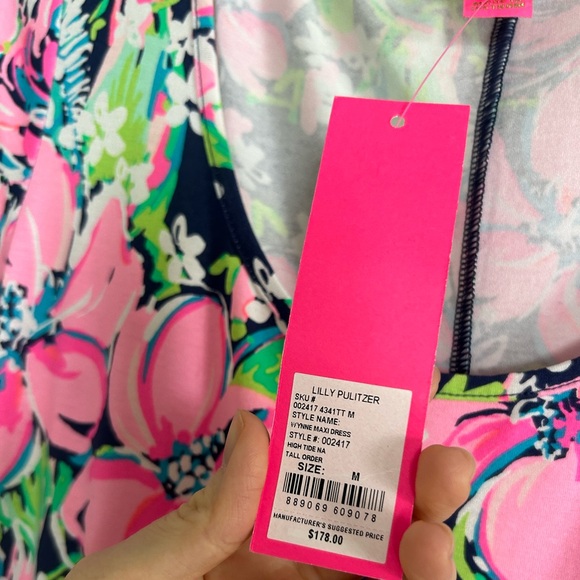 LILLY PULITZER
SKU #
002417 4341TT M
STYLE NAME:
WYNNE MAXI DRESS
STYLE #: 002417
HIGH TIDE NA
TALL ORDER
SIZE: M
889069 609078
MANUFACTURER'S SUGGESTED PRICE
$178.00